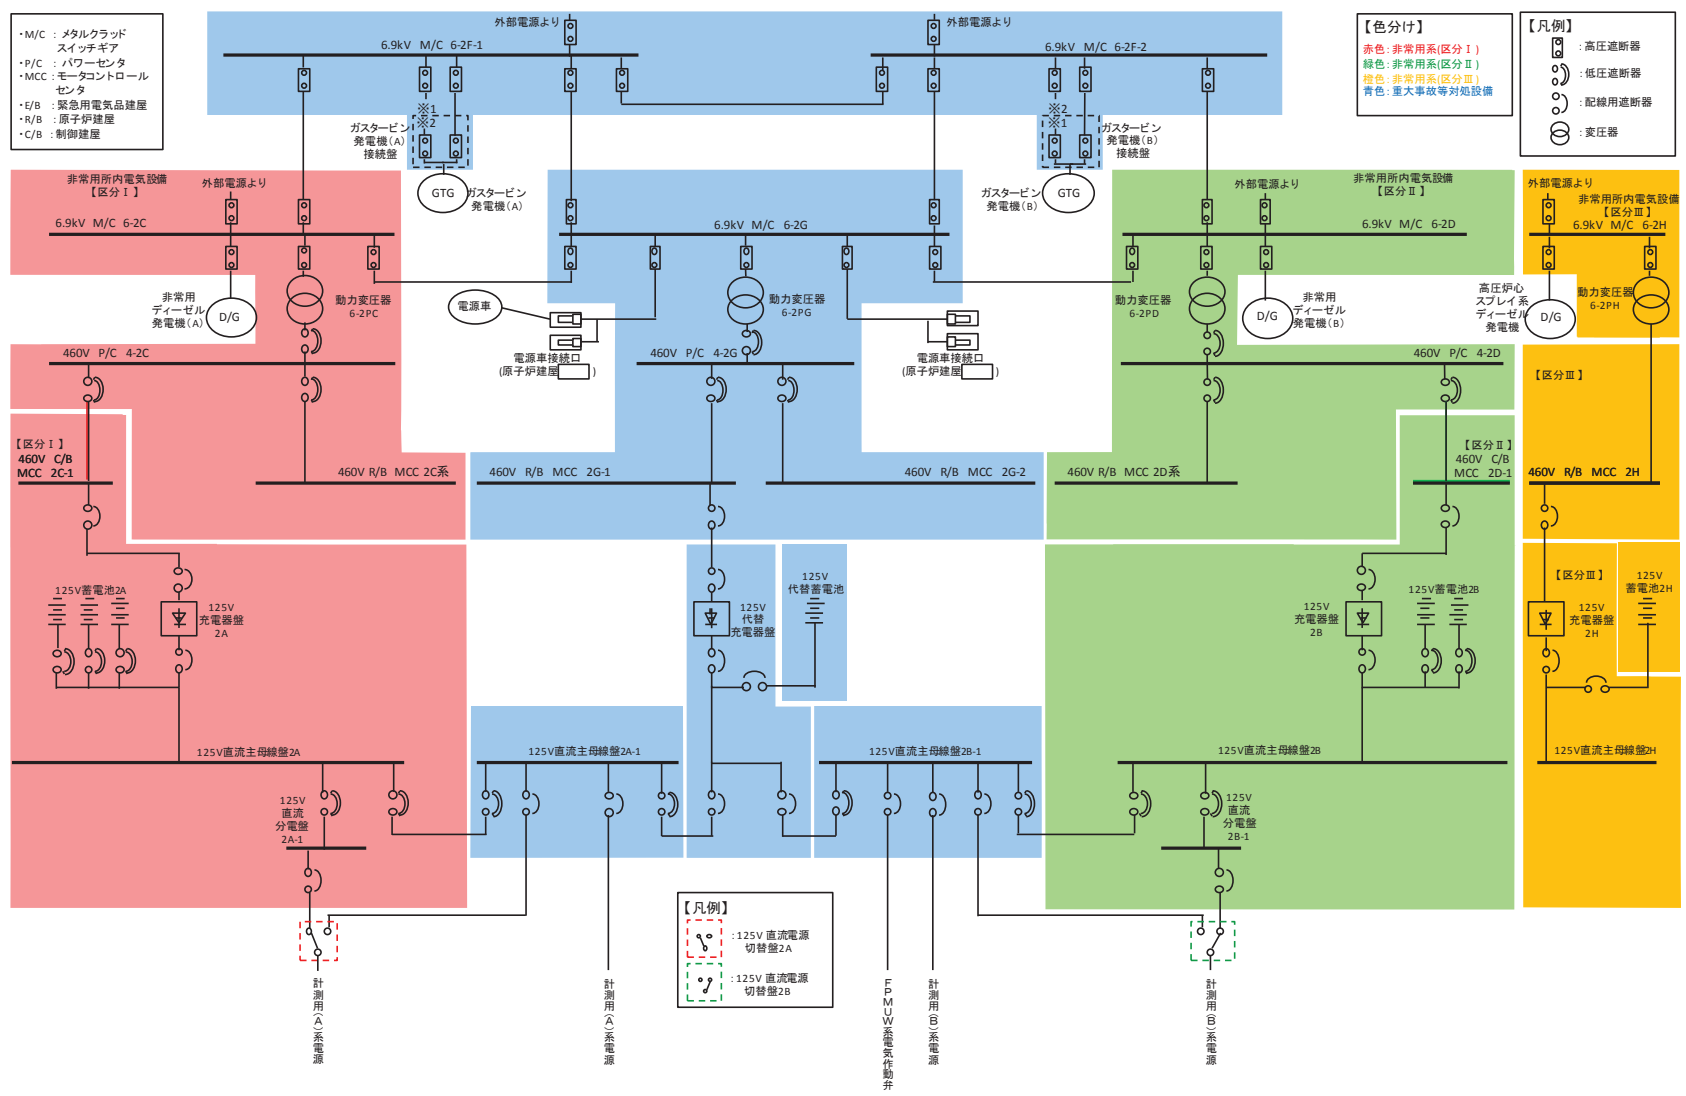 ・M/C ：メタルクラッド
スイッチギア
・P/C ：パワーセンタ
・MCC：モータコントロール
センタ
・E/B ：緊急用電気品建屋
・R/B ：原子炉建屋
・C/B ：制御建屋
外部電源より
6.9kV M/C 6-2F-1
外部電源より
6.9kV M/C 6-2F-2
【色分け】
赤色：非常用系(区分Ⅰ)
緑色：非常用系(区分Ⅱ)
橙色：非常用系(区分Ⅲ)
青色：重大事故等対処設備
【凡例】
：高圧遮断器
：低圧遮断器
：配線用遮断器
：変圧器
※1
※2
ガスタービン
発電機(A)
接続盤
GTG
ガスタービン
発電機(A)
※2
※1
ガスタービン
発電機(B)
接続盤
GTG
ガスタービン
発電機(B)
非常用所内電気設備
【区分Ⅰ】
外部電源より
6.9kV M/C 6-2C
6.9kV M/C 6-2G
外部電源より
非常用所内電気設備
【区分Ⅱ】
6.9kV M/C 6-2D
外部電源より
非常用所内電気設備
【区分Ⅲ】
6.9kV M/C 6-2H
非常用
ディーゼル
発電機(A)
D/G
動力変圧器
6-2PC
電源車
動力変圧器
6-2PG
動力変圧器
6-2PD
D/G
非常用
ディーゼル
発電機(B)
高圧炉心
スプレイ系
ディーゼル
発電機
D/G
動力変圧器
6-2PH
460V P/C 4-2C
電源車接続口
(原子炉建屋 )
460V P/C 4-2G
電源車接続口
(原子炉建屋 )
460V P/C 4-2D
【区分Ⅲ】
【区分Ⅰ】
460V C/B
MCC 2C-1
460V R/B MCC 2C系
460V R/B MCC 2G-1
460V R/B MCC 2G-2
460V R/B MCC 2D系
【区分Ⅱ】
460V C/B
MCC 2D-1
460V R/B MCC 2H
125V蓄電池2A
125V
充電器盤
2A
125V
代替
充電器盤
125V
代替蓄電池
125V
充電器盤
2B
125V蓄電池2B
【区分Ⅲ】
125V
充電器盤
2H
125V
蓄電池2H
125V直流主母線盤2A
125V直流主母線盤2A-1
125V直流主母線盤2B-1
125V直流主母線盤2B
125V直流主母線盤2H
125V
直流
分電盤
2A-1
125V
直流
分電盤
2B-1
【凡例】
：125V 直流電源
切替盤2A
：125V 直流電源
切替盤2B
計測用(A)系電源
計測用(A)系電源
FPMUW系電気作動弁
計測用(B)系電源
計測用(B)系電源